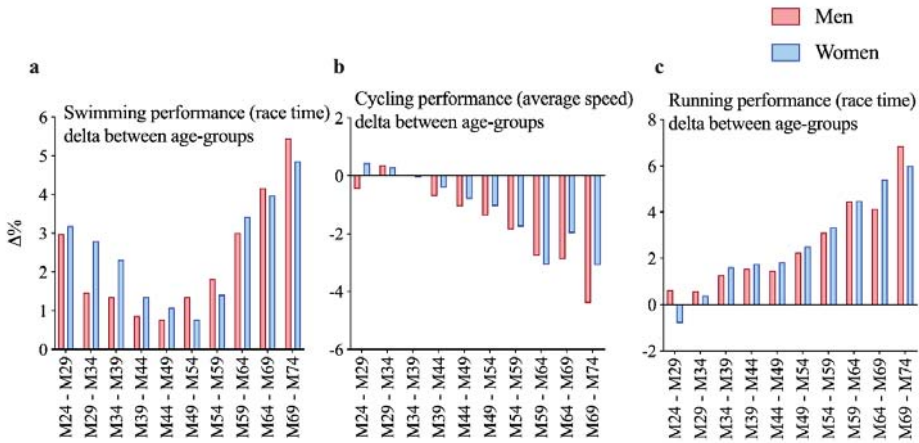 Men
Women
a
b
c
Swimming performance (race time)
delta between age-groups
Cycling performance (average speed)
delta between age-groups
Running performance (race time)
delta between age-groups
Δ%
6
5
4
3
2
1
0
M24 - M29
M29 - M34
M34 - M39
M39 - M44
M44 - M49
M49 - M54
M54 - M59
M59 - M64
M64 - M69
M69 - M74
2
0
-2
-4
-6
M24 - M29
M29 - M34
M34 - M39
M39 - M44
M44 - M49
M49 - M54
M54 - M59
M59 - M64
M64 - M69
M69 - M74
8
6
4
2
0
-2
M24 - M29
M29 - M34
M34 - M39
M39 - M44
M44 - M49
M49 - M54
M54 - M59
M59 - M64
M64 - M69
M69 - M74